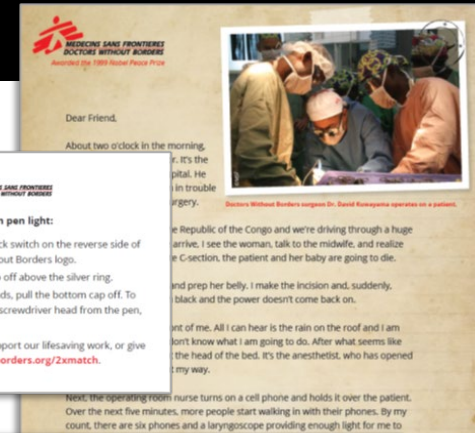 MEDECINS SANS FRONTIERES
DOCTORS WITHOUT BORDERS
Awarded the 1999 Nobel Peace Prize
Dear Friend,
About two o'clock in the morning,
r. It's the
pital. He
in trouble
urgery.
Doctors Without Borders surgeon Dr. David Kuwayama operates on a patient.
e Republic of the Congo and we're driving through a huge
arrive, I see the woman, talk to the midwife, and realize
e C-section, the patient and her baby are going to die.
and prep her belly. I make the incision and, suddenly,
black and the power doesn't come back on.
ont of me. All I can hear is the rain on the roof and I am
don't know what I am going to do. After what seems like
the head of the bed. It's the anesthetist, who has opened
my way.
Next, the operating room nurse turns on a cell phone and holds it over the patient.
Over the next five minutes, more people start walking in with their phones. By my
count, there are six phones and a laryngoscope providing enough light for me to
S SANS FRONTIERES
WITHOUT BORDERS
n pen light:
ck switch on the reverse side of
out Borders logo.
off above the silver ring.
ds, pull the bottom cap off. To
screwdriver head from the pen,
port our lifesaving work, or give
orders.org/2xmatch.